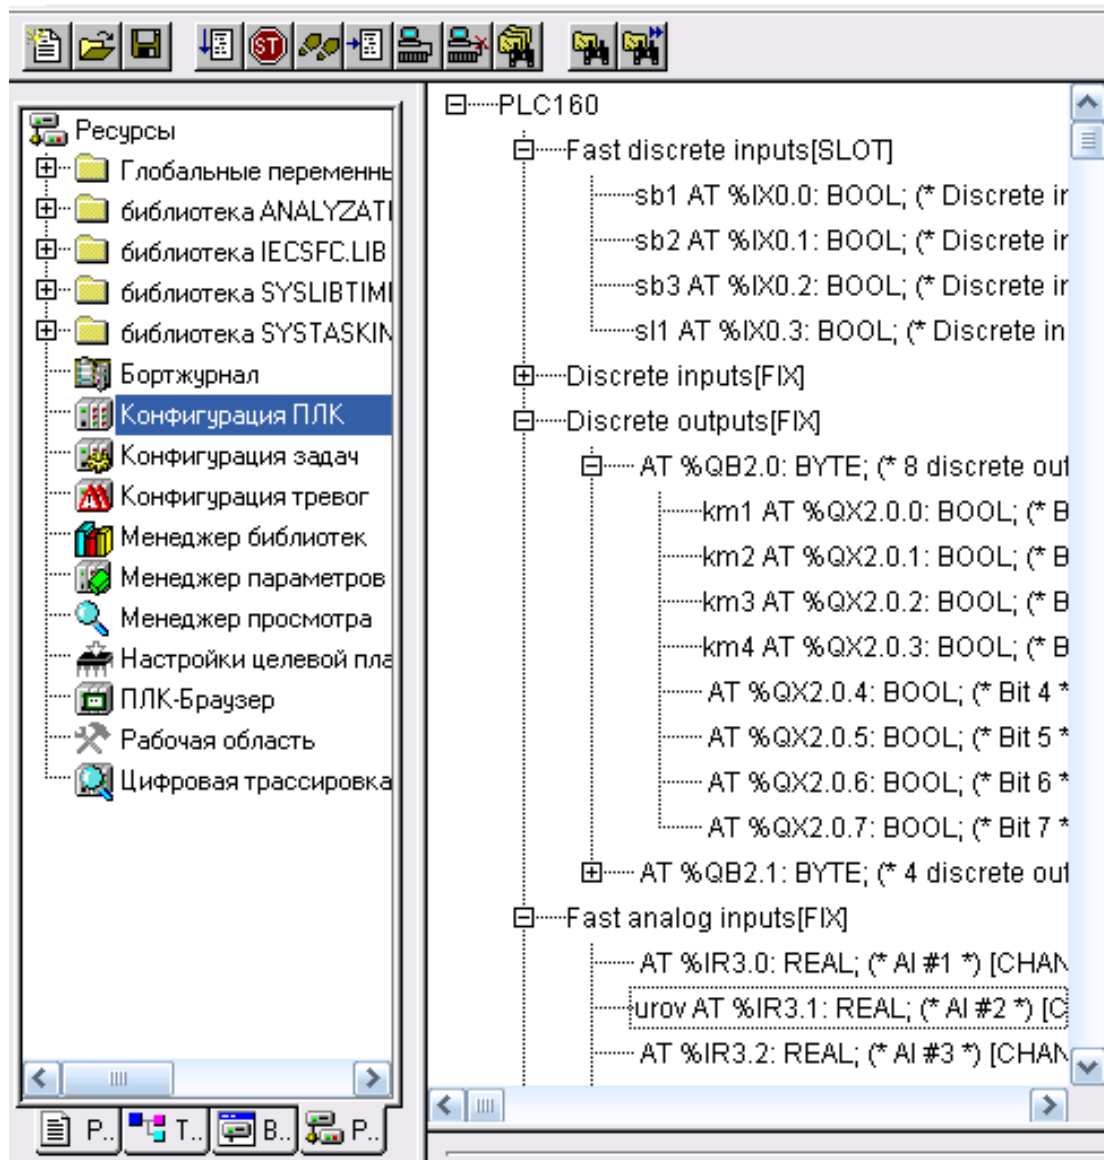 ST
Ресурсы
Глобальные переменнь
библиотека ANALYZATI
библиотека IECSFC.LIB
библиотека SYSLIBTIMI
библиотека SYSTASKIN
Бортжурнал
Конфигурация ПЛК
Конфигурация задач
Конфигурация тревог
Менеджер библиотек
Менеджер параметров
Менеджер просмотра
Настройки целевой пла
ПЛК-Браузер
Рабочая область
Цифровая трассировка
Р..
Т..
В..
Р..
PLC160
Fast discrete inputs[SLOT]
sb1 AT %IX0.0: BOOL; (* Discrete ir
sb2 AT %IX0.1: BOOL; (* Discrete ir
sb3 AT %IX0.2: BOOL; (* Discrete ir
sl1 AT %IX0.3: BOOL; (* Discrete in
Discrete inputs[FIX]
Discrete outputs[FIX]
AT %QB2.0: BYTE; (* 8 discrete out
km1 AT %QX2.0.0: BOOL; (* B
km2 AT %QX2.0.1: BOOL; (* B
km3 AT %QX2.0.2: BOOL; (* B
km4 AT %QX2.0.3: BOOL; (* B
AT %QX2.0.4: BOOL; (* Bit 4 *
AT %QX2.0.5: BOOL; (* Bit 5 *
AT %QX2.0.6: BOOL; (* Bit 6 *
AT %QX2.0.7: BOOL; (* Bit 7 *
AT %QB2.1: BYTE; (* 4 discrete out
Fast analog inputs[FIX]
AT %IR3.0: REAL; (* AI #1 *) [CHAN
urov AT %IR3.1: REAL; (* AI #2 *) [C
AT %IR3.2: REAL; (* AI #3 *) [CHAN